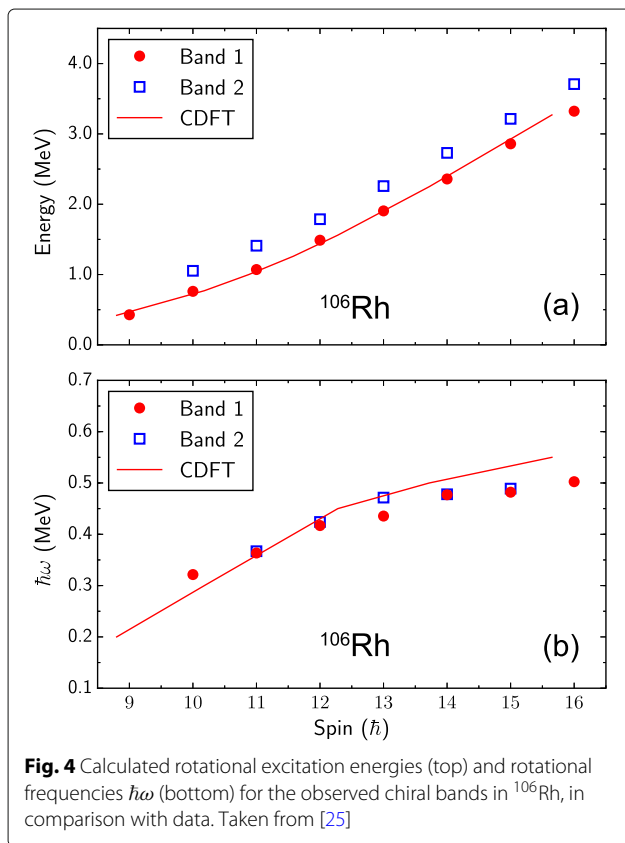 Band 1
Band 2
CDFT
4.0
3.0
2.0
1.0
0.0
Energy (MeV)
¹⁰⁶Rh
(a)
Band 1
Band 2
CDFT
0.7
0.6
0.5
0.4
0.3
0.2
0.1
ℏω (MeV)
¹⁰⁶Rh
(b)
9 10 11 12 13 14 15 16
Spin (ℏ)
Fig. 4 Calculated rotational excitation energies (top) and rotational
frequencies ℏω (bottom) for the observed chiral bands in ¹⁰⁶Rh, in
comparison with data. Taken from [25]